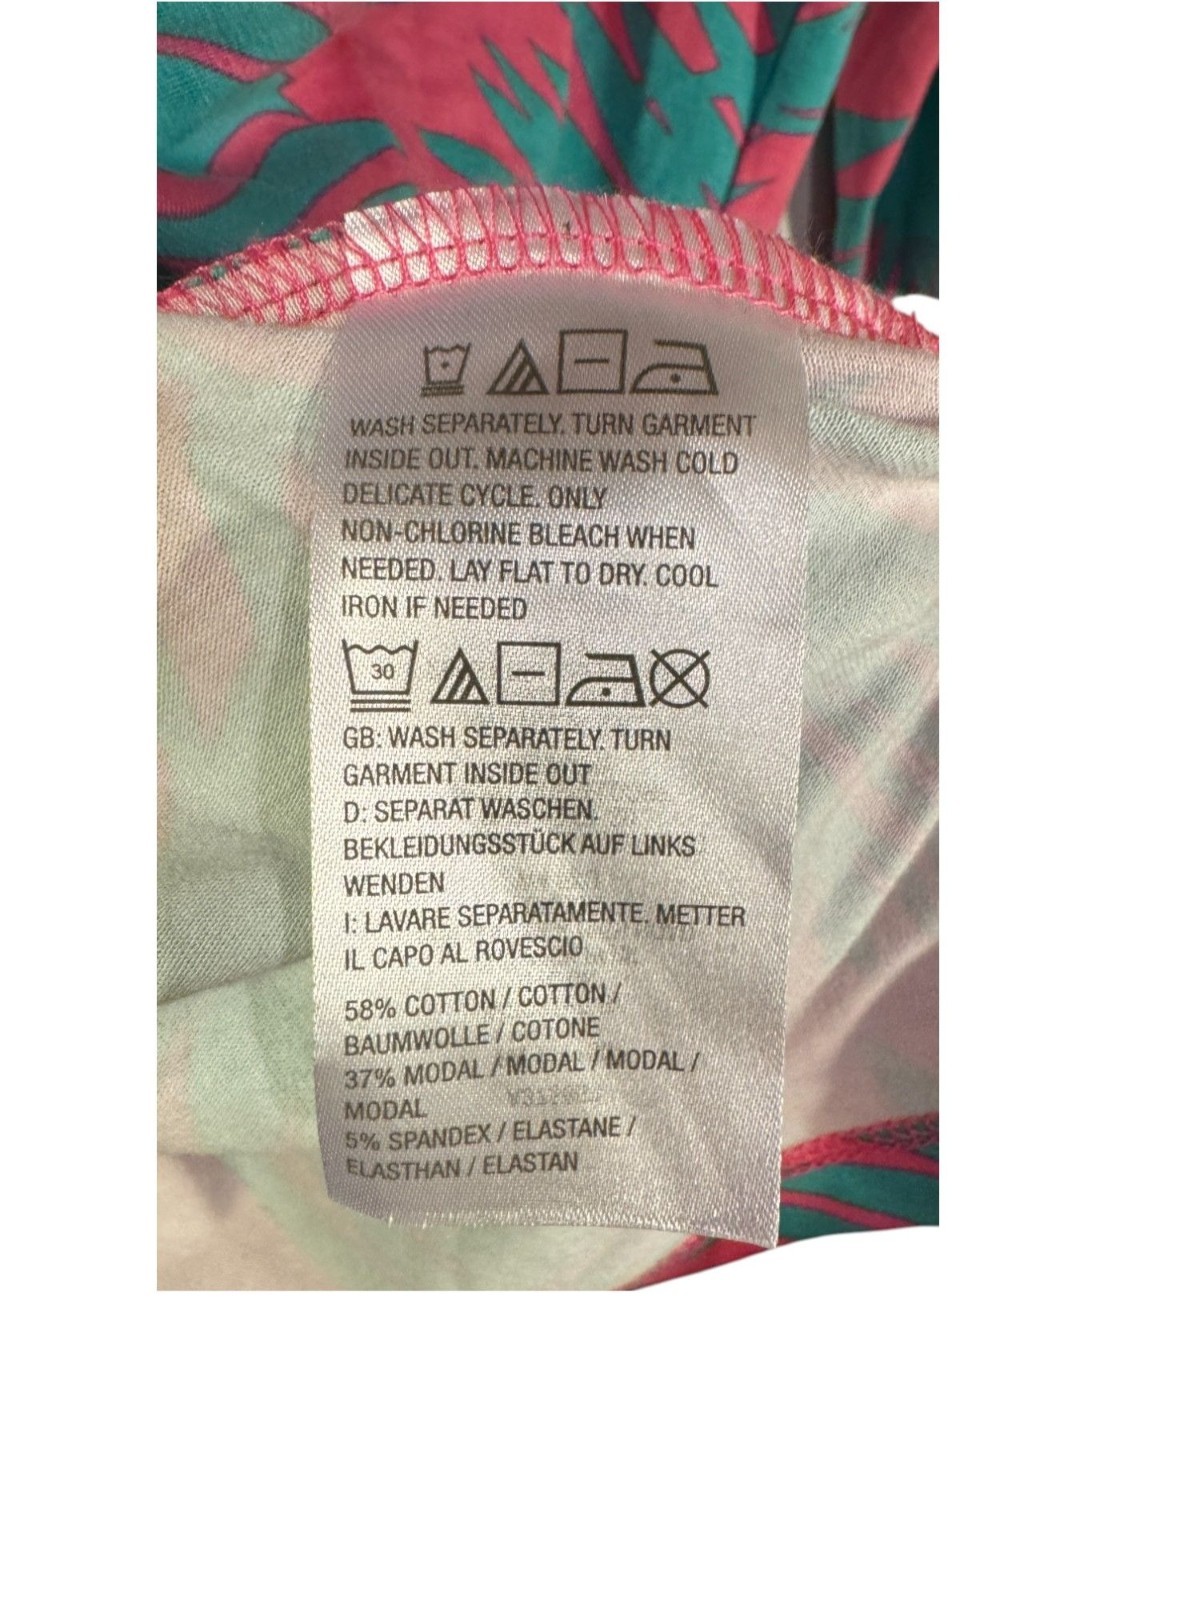 WASH SEPARATELY. TURN GARMENT
INSIDE OUT. MACHINE WASH COLD
DELICATE CYCLE. ONLY
NON-CHLORINE BLEACH WHEN
NEEDED. LAY FLAT TO DRY. COOL
IRON IF NEEDED
30
GB: WASH SEPARATELY. TURN
GARMENT INSIDE OUT
D: SEPARAT WASCHEN.
BEKLEIDUNGSSTÜCK AUF LINKS
WENDEN
I: LAVARE SEPARATAMENTE. METTER
IL CAPO AL ROVESCIO
58% COTTON / COTTON /
BAUMWOLLE / COTONE
37% MODAL / MODAL / MODAL /
MODAL
5% SPANDEX / ELASTANE /
ELASTHAN / ELASTAN